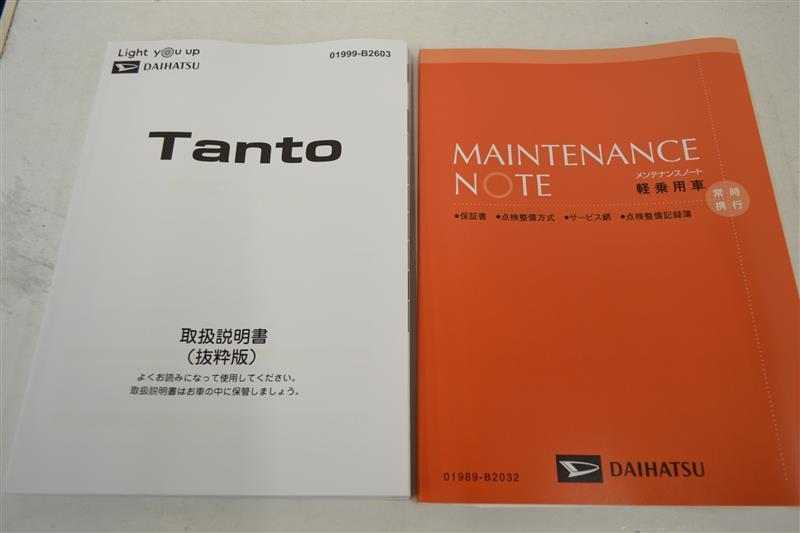 Light you up
DAIHATSU
01999-B2603
Tanto
取扱説明書
(抜粋版)
よくお読みになって使用してください。
取扱説明書はお車の中に保管しましょう。
MAINTENANCE
NOTE
メンテナンスノート
軽乗用車
常時
携行
●保証書 ●点検整備方式 ●サービス網 ●点検整備記録簿
01989-B2032
DAIHATSU